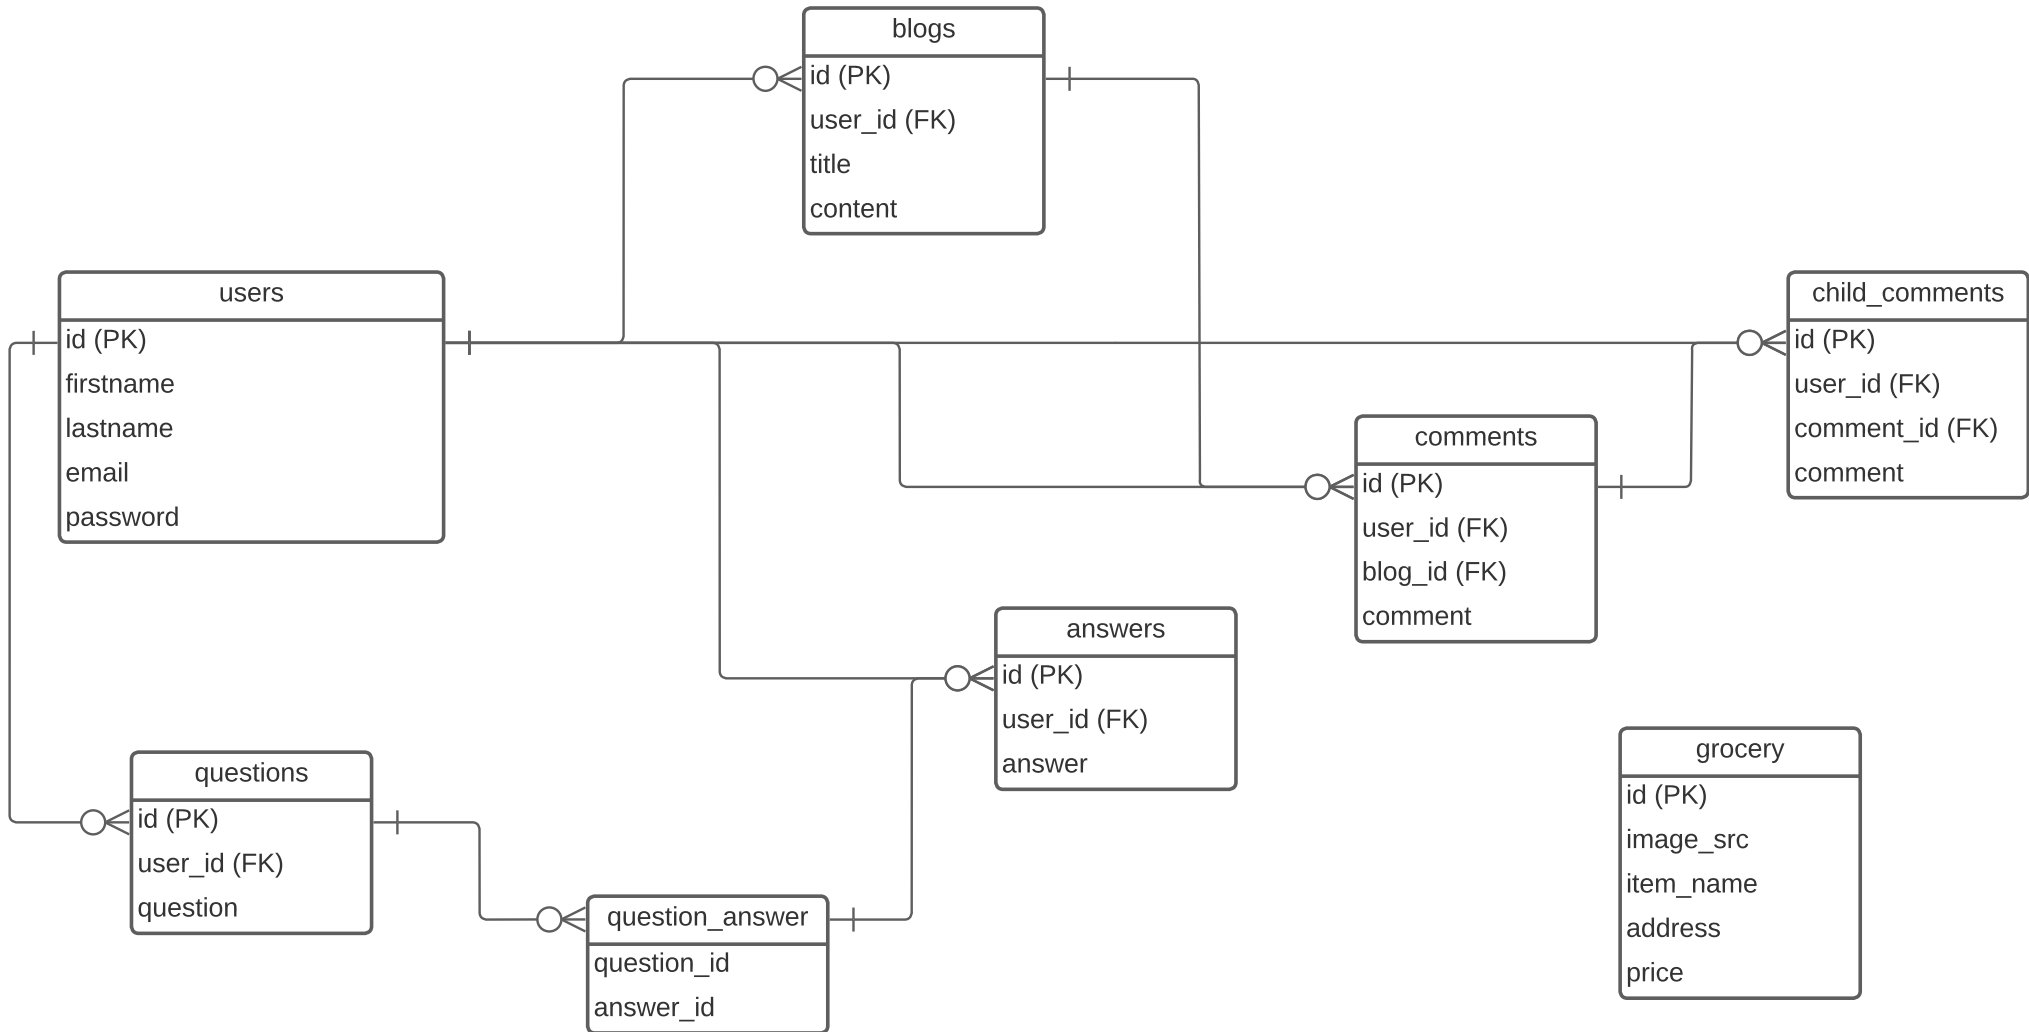 blogs
id (PK)
user_id (FK)
title
content
users
id (PK)
firstname
lastname
email
password
child_comments
id (PK)
user_id (FK)
comment_id (FK)
comment
comments
id (PK)
user_id (FK)
blog_id (FK)
comment
answers
id (PK)
user_id (FK)
answer
questions
id (PK)
user_id (FK)
question
question_answer
question_id
answer_id
grocery
id (PK)
image_src
item_name
address
price